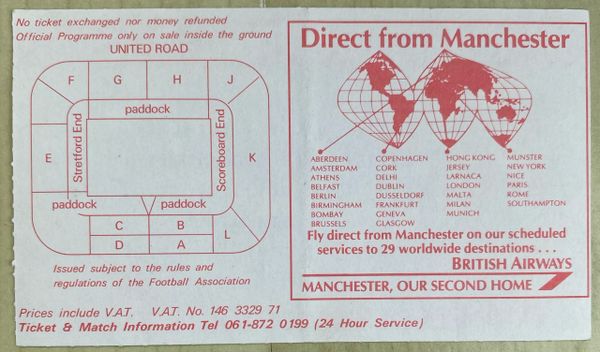 No ticket exchanged nor money refunded
Official Programme only on sale inside the ground
UNITED ROAD
F G H J
paddock
Stretford End
Scoreboard End
E
K
paddock paddock
C B
D A
L
Issued subject to the rules and
regulations of the Football Association
Prices include V.A.T. V.A.T. No. 146 3329 71
Ticket & Match Information Tel 061-872 0199 (24 Hour Service)
Direct from Manchester
ABERDEEN COPENHAGEN HONG KONG MUNSTER
AMSTERDAM CORK JERSEY NEW YORK
ATHENS DELHI LARNACA NICE
BELFAST DUBLIN LONDON PARIS
BERLIN DUSSELDORF MALTA ROME
BIRMINGHAM FRANKFURT MILAN SOUTHAMPTON
BOMBAY GENEVA MUNICH
BRUSSELS GLASGOW
Fly direct from Manchester on our scheduled
services to 29 worldwide destinations . . .
BRITISH AIRWAYS
MANCHESTER, OUR SECOND HOME